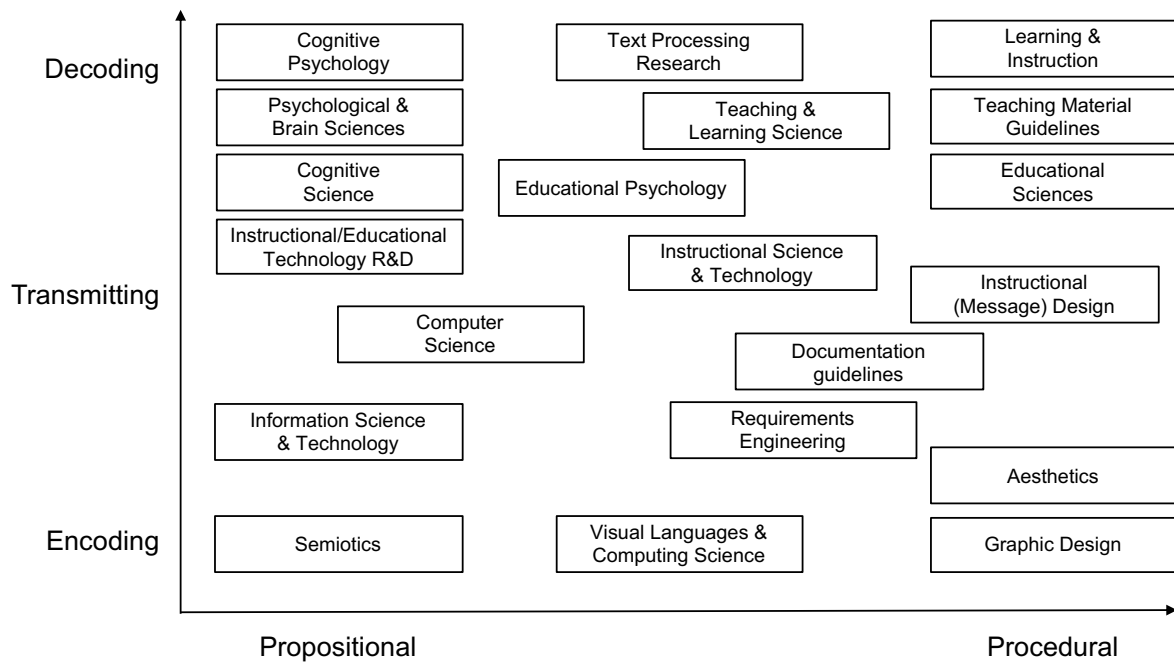 Decoding
Cognitive
Psychology
Text Processing
Research
Learning &
Instruction
Psychological &
Brain Sciences
Teaching &
Learning Science
Teaching Material
Guidelines
Cognitive
Science
Educational Psychology
Educational
Sciences
Instructional/Educational
Technology R&D
Instructional Science
& Technology
Transmitting
Instructional
(Message) Design
Computer
Science
Documentation
guidelines
Information Science
& Technology
Requirements
Engineering
Aesthetics
Encoding
Semiotics
Visual Languages &
Computing Science
Graphic Design
Propositional
Procedural